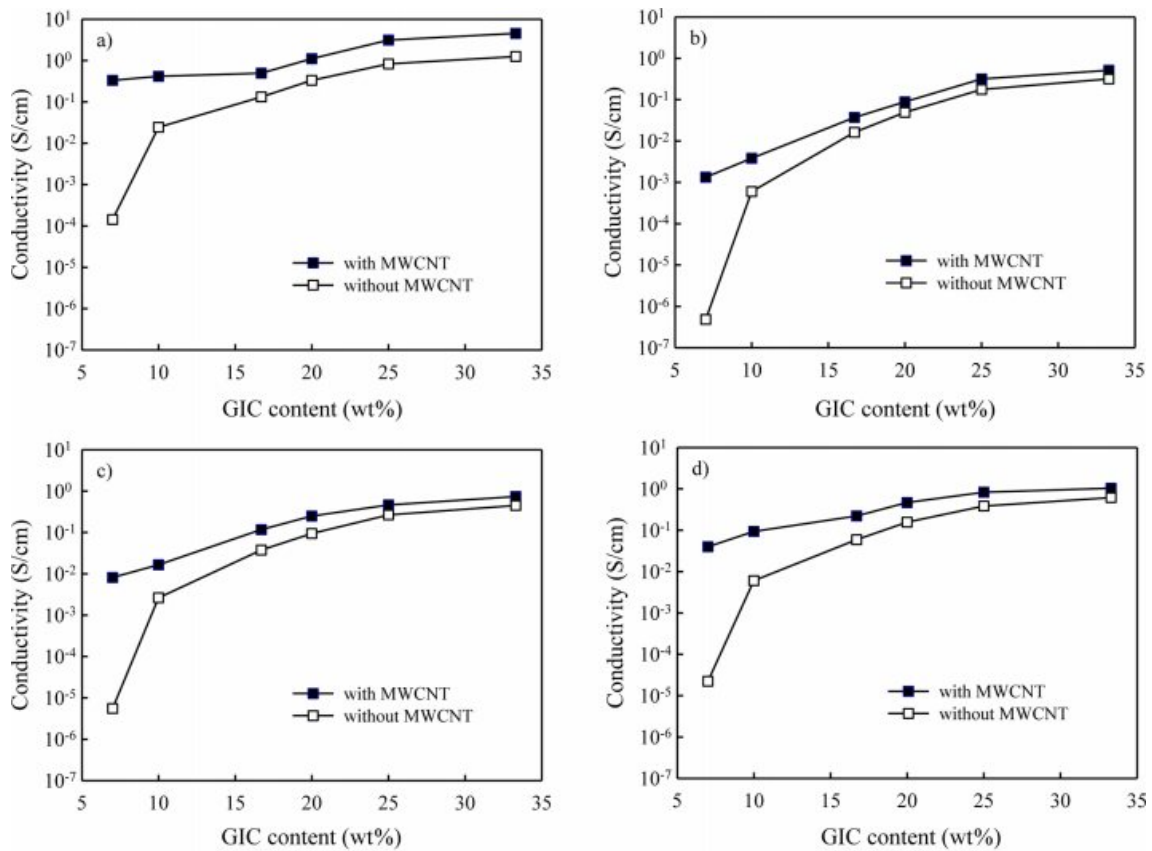 a)
Conductivity (S/cm)
10¹
10⁰
10⁻¹
10⁻²
10⁻³
10⁻⁴
10⁻⁵
10⁻⁶
10⁻⁷
with MWCNT
without MWCNT
5 10 15 20 25 30 35
GIC content (wt%)
b)
Conductivity (S/cm)
10¹
10⁰
10⁻¹
10⁻²
10⁻³
10⁻⁴
10⁻⁵
10⁻⁶
10⁻⁷
with MWCNT
without MWCNT
5 10 15 20 25 30 35
GIC content (wt%)
c)
Conductivity (S/cm)
10¹
10⁰
10⁻¹
10⁻²
10⁻³
10⁻⁴
10⁻⁵
10⁻⁶
10⁻⁷
with MWCNT
without MWCNT
5 10 15 20 25 30 35
GIC content (wt%)
d)
Conductivity (S/cm)
10¹
10⁰
10⁻¹
10⁻²
10⁻³
10⁻⁴
10⁻⁵
10⁻⁶
10⁻⁷
with MWCNT
without MWCNT
5 10 15 20 25 30 35
GIC content (wt%)